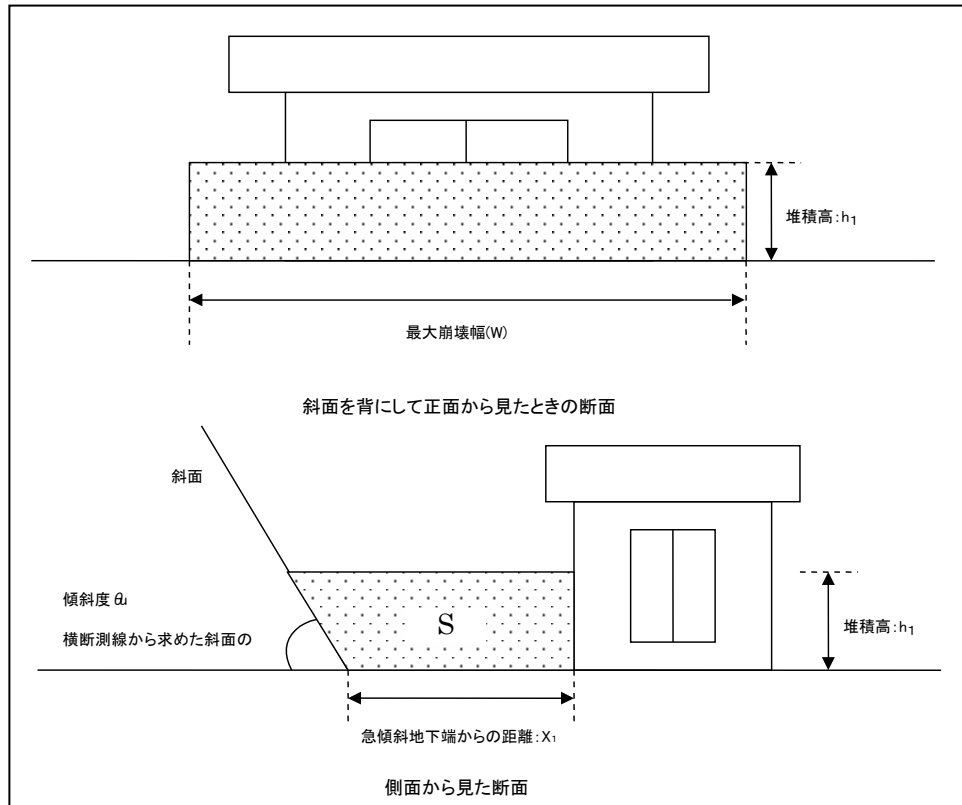 堆積高:h1
最大崩壊幅(W)
斜面を背にして正面から見たときの断面
斜面
傾斜度 θu
横断測線から求めた斜面の
S
堆積高:h1
急傾斜地下端からの距離:X1
側面から見た断面